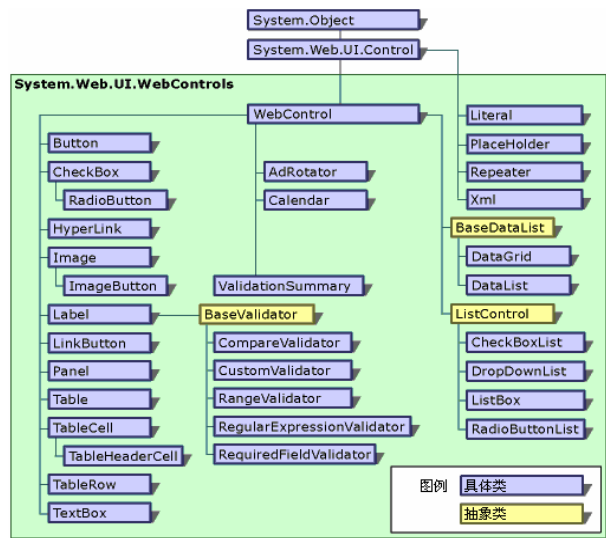 System.Object
System.Web.UI.Control
System.Web.UI.WebControls
WebControl
Button
CheckBox
RadioButton
HyperLink
Image
ImageButton
Label
LinkButton
Panel
Table
TableCell
TableHeaderCell
TableRow
TextBox
AdRotator
Calendar
ValidationSummary
BaseValidator
CompareValidator
CustomValidator
RangeValidator
RegularExpressionValidator
RequiredFieldValidator
Literal
PlaceHolder
Repeater
Xml
BaseDataList
DataGrid
DataList
ListControl
CheckBoxList
DropDownList
ListBox
RadioButtonList
图例
具体类
抽象类